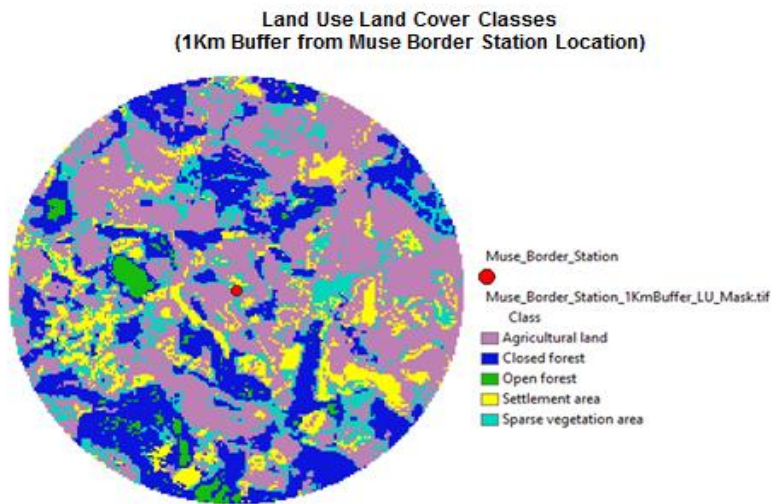 Land Use Land Cover Classes
(1Km Buffer from Muse Border Station Location)
Muse_Border_Station
Muse_Border_Station_1KmBuffer_LU_Mask.tif
Class
Agricultural land
Closed forest
Open forest
Settlement area
Sparse vegetation area